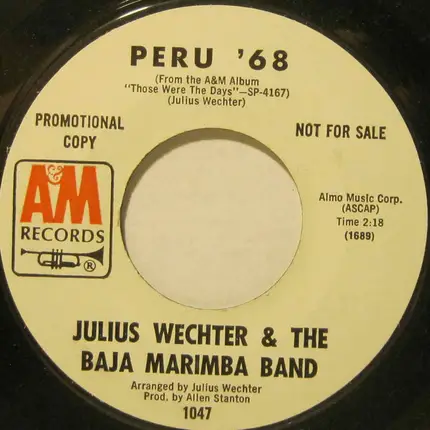 PERU '68
(From the A&M Album
"Those Were The Days"—SP-4167)
(Julius Wechter)
PROMOTIONAL
COPY
NOT FOR SALE
A&M
RECORDS
®
Almo Music Corp.
(ASCAP)
Time 2:18
(1689)
JULIUS WECHTER & THE
BAJA MARIMBA BAND
Arranged by Julius Wechter
Prod. by Allen Stanton
1047